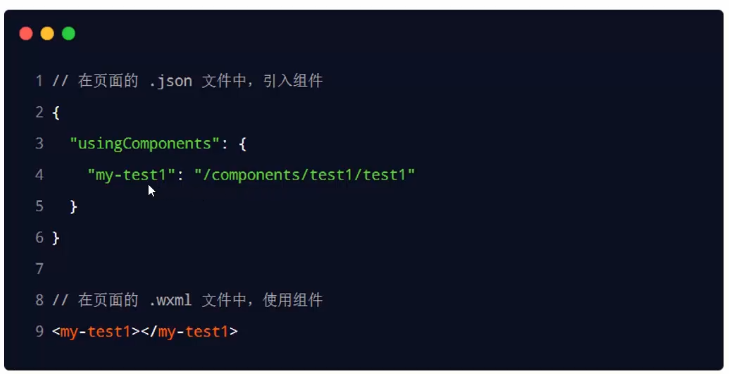 1 // 在页面的 .json 文件中，引入组件
2 {
3   "usingComponents": {
4     "my-test1": "/components/test1/test1"
5   }
6 }
7
8 // 在页面的 .wxml 文件中，使用组件
9 <my-test1></my-test1>